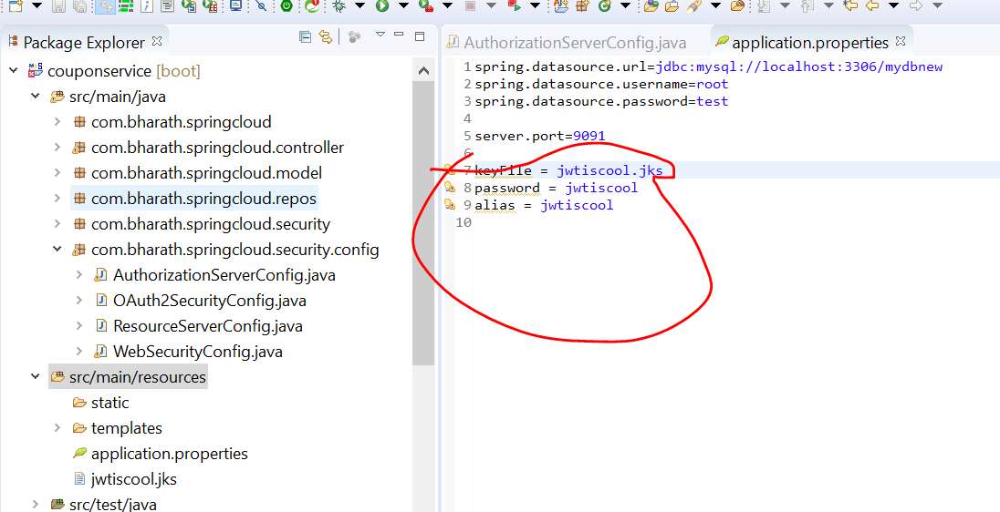 Package Explorer
AuthorizationServerConfig.java
application.properties
couponservice [boot]
src/main/java
com.bharath.springcloud
com.bharath.springcloud.controller
com.bharath.springcloud.model
com.bharath.springcloud.repos
com.bharath.springcloud.security
com.bharath.springcloud.security.config
AuthorizationServerConfig.java
OAuth2SecurityConfig.java
ResourceServerConfig.java
WebSecurityConfig.java
src/main/resources
static
templates
application.properties
jwtiscool.jks
src/test/java
1 spring.datasource.url=jdbc:mysql://localhost:3306/mydbnew
2 spring.datasource.username=root
3 spring.datasource.password=test
4
5 server.port=9091
6
7 keyFile = jwtiscool.jks
8 password = jwtiscool
9 alias = jwtiscool
10